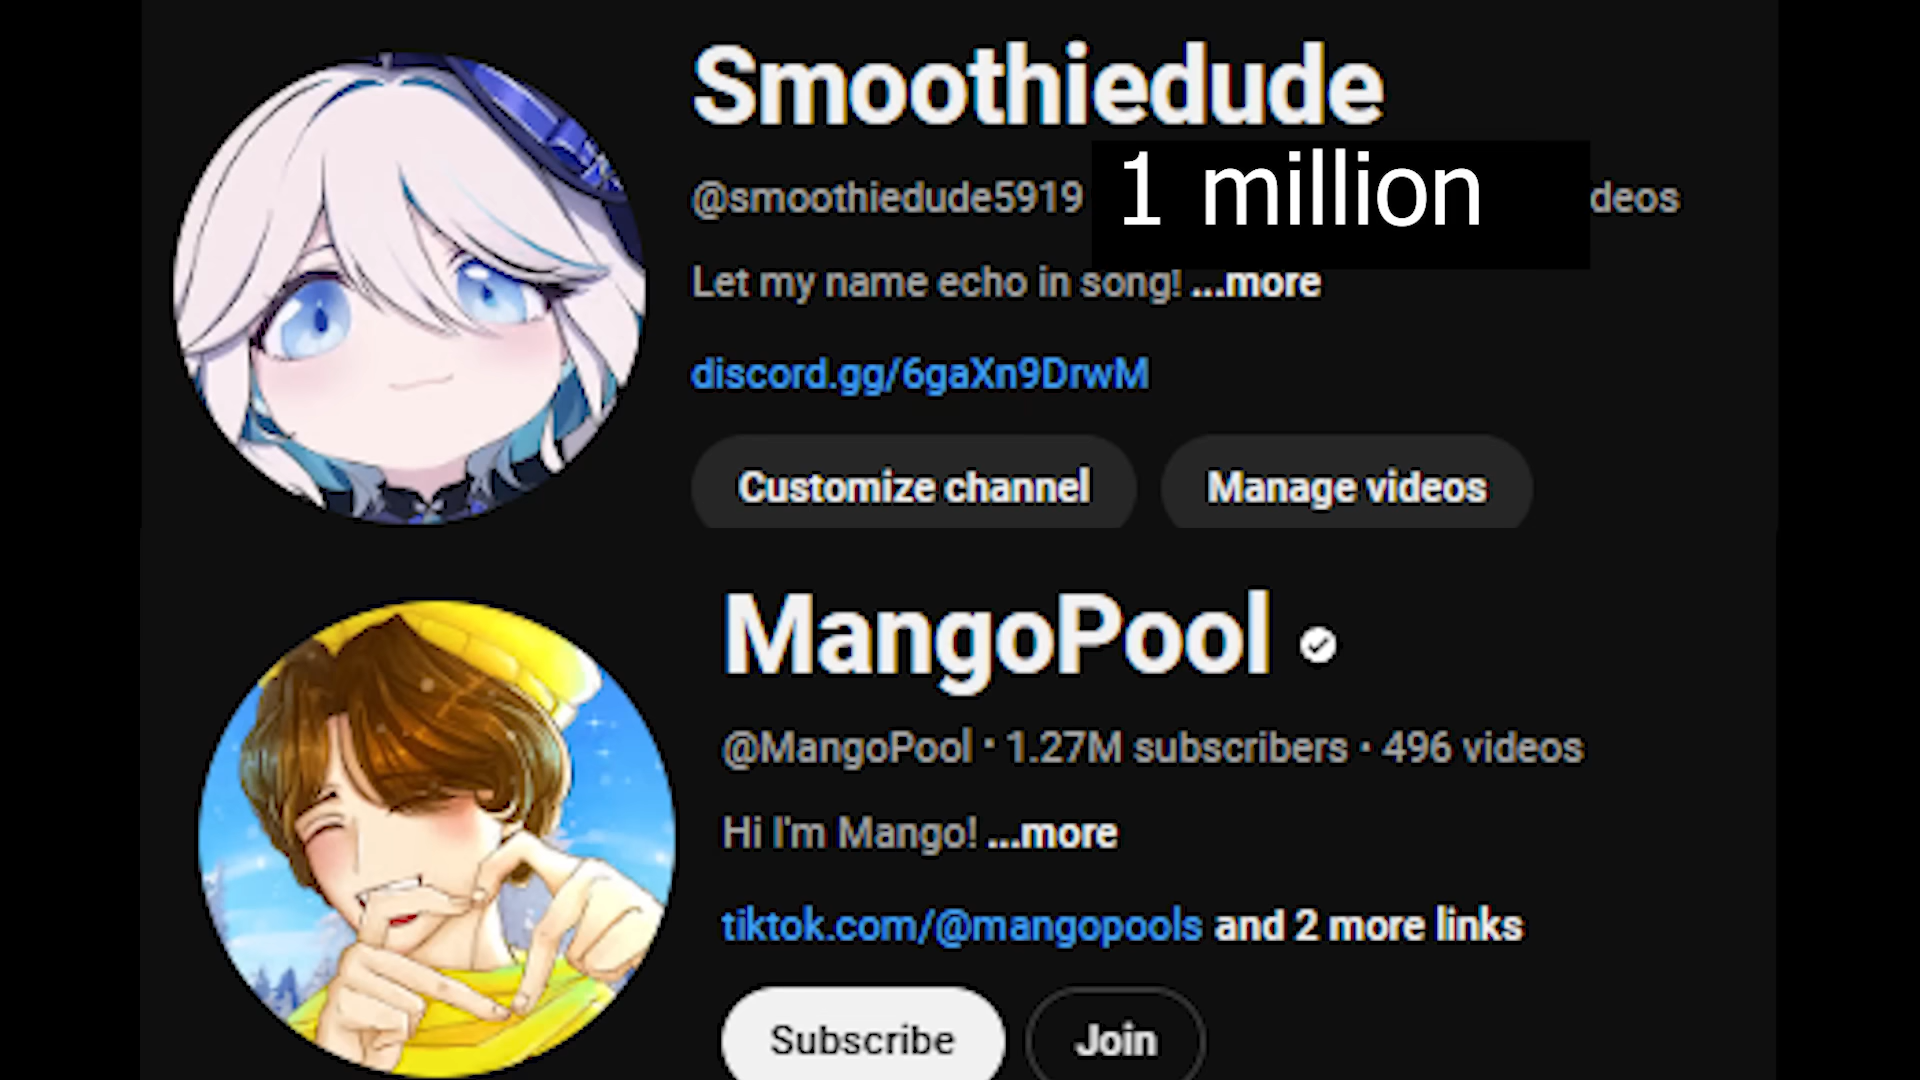 Smoothiedude
@smoothiedude5919 1 million deos
Let my name echo in song! ...more
discord.gg/6gaXn9DrwM
Customize channel Manage videos
MangoPool
@MangoPool • 1.27M subscribers • 496 videos
Hi I'm Mango! ...more
tiktok.com/@mangopools and 2 more links
Subscribe Join